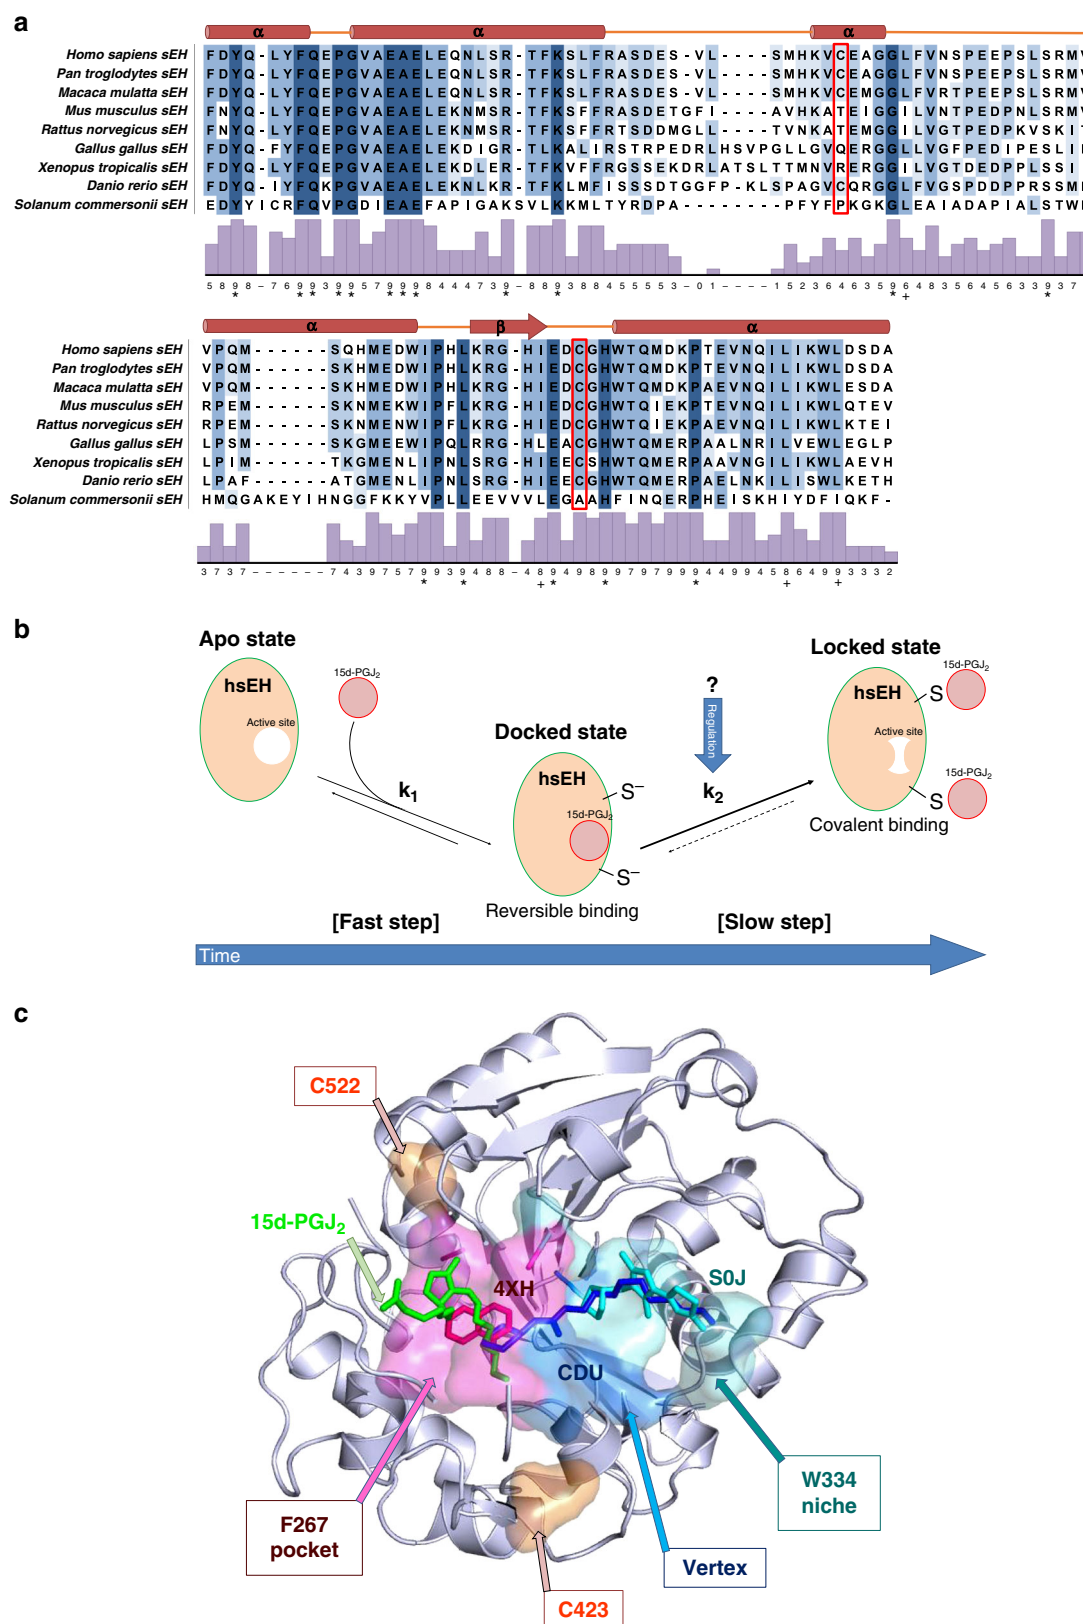 a
α α α
Homo sapiens sEH F D Y Q - L Y F Q E P G V A E A E L E Q N L S R - T F K S L F R A S D E S - V L - - - - S M H K V C E A G G L F V N S P E E P S L S R M V
Pan troglodytes sEH F D Y Q - L Y F Q E P G V A E A E L E Q N L S R - T F K S L F R A S D E S - V L - - - - S M H K V C E A G G L F V N S P E E P S L S R M V
Macaca mulatta sEH F D Y Q - L Y F Q E P G V A E A E L E Q N L S R - T F K S L F R A S D E S - V L - - - - S M H K V C E M G G L F V R T P E E P S L S R M V
Mus musculus sEH F N Y Q - L Y F Q E P G V A E A E L E K N M S R - T F K S F F R A S D E T G F I - - - - A V H K A T E I G G I L V N T P E D P N L S R M V
Rattus norvegicus sEH F N Y Q - L Y F Q E P G V A E A E L E K N M S R - T F K S F F R T S D D M G L L - - - - T V N K A T E M G G I L V G T P E D P K V S K I
Gallus gallus sEH F D Y Q - F Y F Q E P G V A E A E L E K D I G R - T L K A L I R S T R P E D R L H S V P G L L G V Q E R G G L L V G F P E D I P E S L I
Xenopus tropicalis sEH F D Y Q - L Y F Q E P G V A E A E L E K D L E R - T F K V F F R G S S E K D R L A T S L T T M N V R E R G G I L V G T D E D P P L S S I
Danio rerio sEH F D Y Q - I Y F Q K P G V A E A E L E K N L K R - T F K L M F I S S S D T G G F P - K L S P A G V C Q R G G L F V G S P D D P P R S S M
Solanum commersonii sEH E D Y Y I C R F Q V P G D I E A E F A P I G A K S V L K K M L T Y R D P A - - - - - - - P F Y F P K G K G L E A I A D A P I A L S T W
α β α
Homo sapiens sEH V P Q M - - - - - - S Q H M E D W I P H L K R G - H I E D C G H W T Q M D K P T E V N Q I L I K W L D S D A
Pan troglodytes sEH V P Q M - - - - - - S K H M E D W I P H L K R G - H I E D C G H W T Q M D K P T E V N Q I L I K W L D S D A
Macaca mulatta sEH V P Q M - - - - - - S K H M E D W I P H L K R G - H I E D C G H W T Q M D K P A E V N Q I L I K W L E S D A
Mus musculus sEH R P E M - - - - - - S K N M E K W I P F L K R G - H I E D C G H W T Q I E K P T E V N Q I L I K W L Q T E V
Rattus norvegicus sEH R P E M - - - - - - S K N M E N W I P F L K R G - H I E D C G H W T Q I E K P A E V N Q I L I K W L K T E I
Gallus gallus sEH L P S M - - - - - - S K G M E E W I P Q L R R G - H L E A C G H W T Q M E R P A A L N R I L V E W L E G L P
Xenopus tropicalis sEH L P I M - - - - - - T K G M E N L I P N L S R G - H I E E C S H W T Q M E R P A A V N G I L I K W L A E V H
Danio rerio sEH L P A F - - - - - - A T G M E N L I P N L S R G - H I E E C G H W T Q M E R P A E L N K I L I S W L K E T H
Solanum commersonii sEH H M Q G A K E Y I H N G G F K K Y V P L L E E V V V L E G A A H F I N Q E R P H E I S K H I Y D F I Q K F -
b
Apo state
Locked state
15d-PGJ₂
15d-PGJ₂
hsEH
hsEH
S
?
Active site
Regulation
Active site
Docked state
15d-PGJ₂
hsEH
k₁
S⁻
k₂
S
15d-PGJ₂
Covalent binding
S⁻
Reversible binding
[Fast step]
[Slow step]
Time
c
C522
15d-PGJ₂
4XH
S0J
CDU
W334
niche
F267
pocket
Vertex
C423